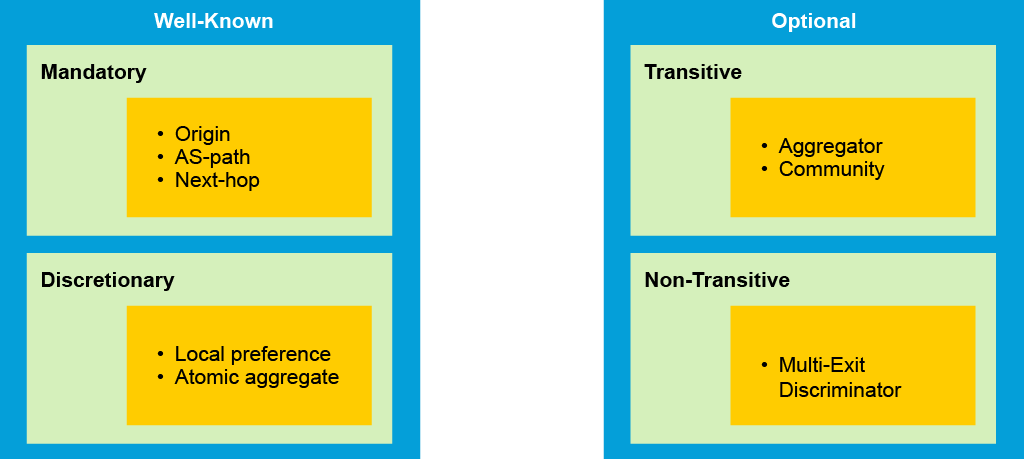 Well-Known
Mandatory
• Origin
• AS-path
• Next-hop
Discretionary
• Local preference
• Atomic aggregate
Optional
Transitive
• Aggregator
• Community
Non-Transitive
• Multi-Exit
Discriminator